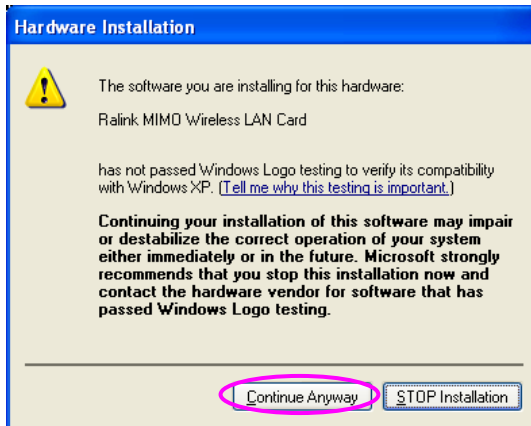 Hardware Installation
The software you are installing for this hardware:
Ralink MIMO Wireless LAN Card
has not passed Windows Logo testing to verify its compatibility
with Windows XP. (Tell me why this testing is important.)
Continuing your installation of this software may impair
or destabilize the correct operation of your system
either immediately or in the future. Microsoft strongly
recommends that you stop this installation now and
contact the hardware vendor for software that has
passed Windows Logo testing.
Continue Anyway
STOP Installation